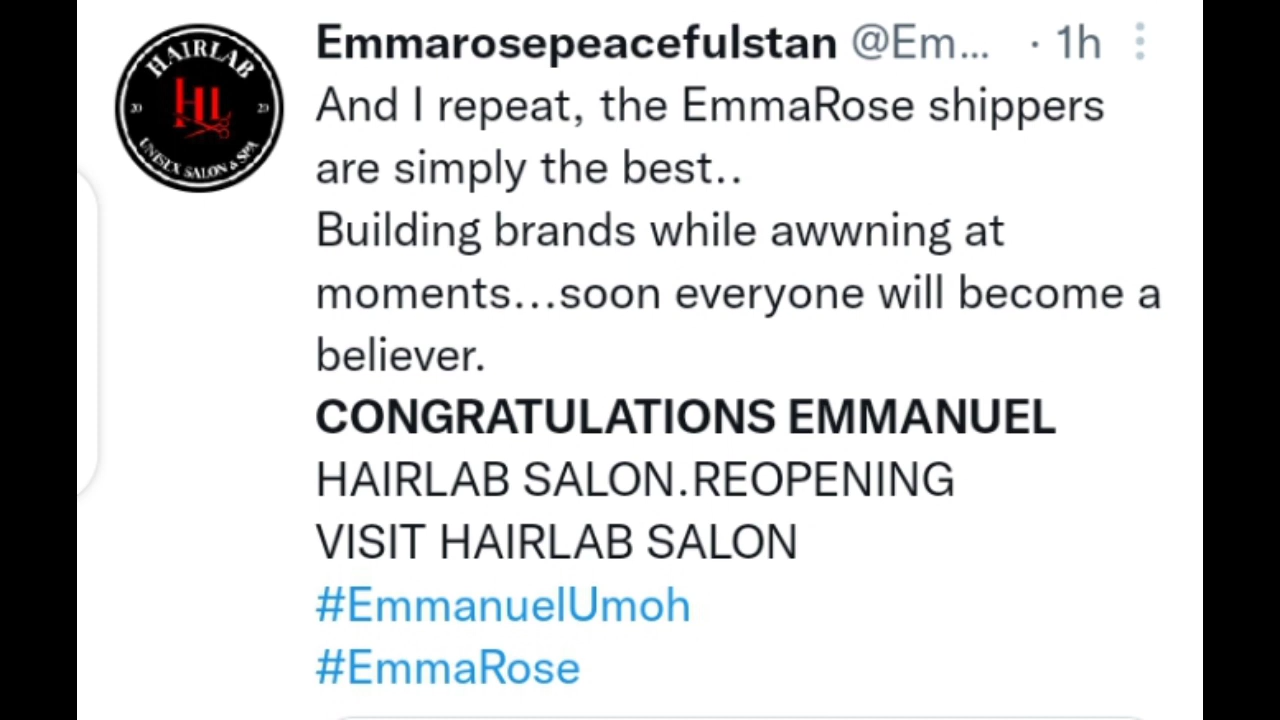 HAIRLAB
HL
20 20
UNISEX SALON & SPA
Emmarosepeacefulstan @Em... · 1h
And I repeat, the EmmaRose shippers
are simply the best..
Building brands while awwning at
moments...soon everyone will become a
believer.
CONGRATULATIONS EMMANUEL
HAIRLAB SALON.REOPENING
VISIT HAIRLAB SALON
#EmmanuelUmoh
#EmmaRose